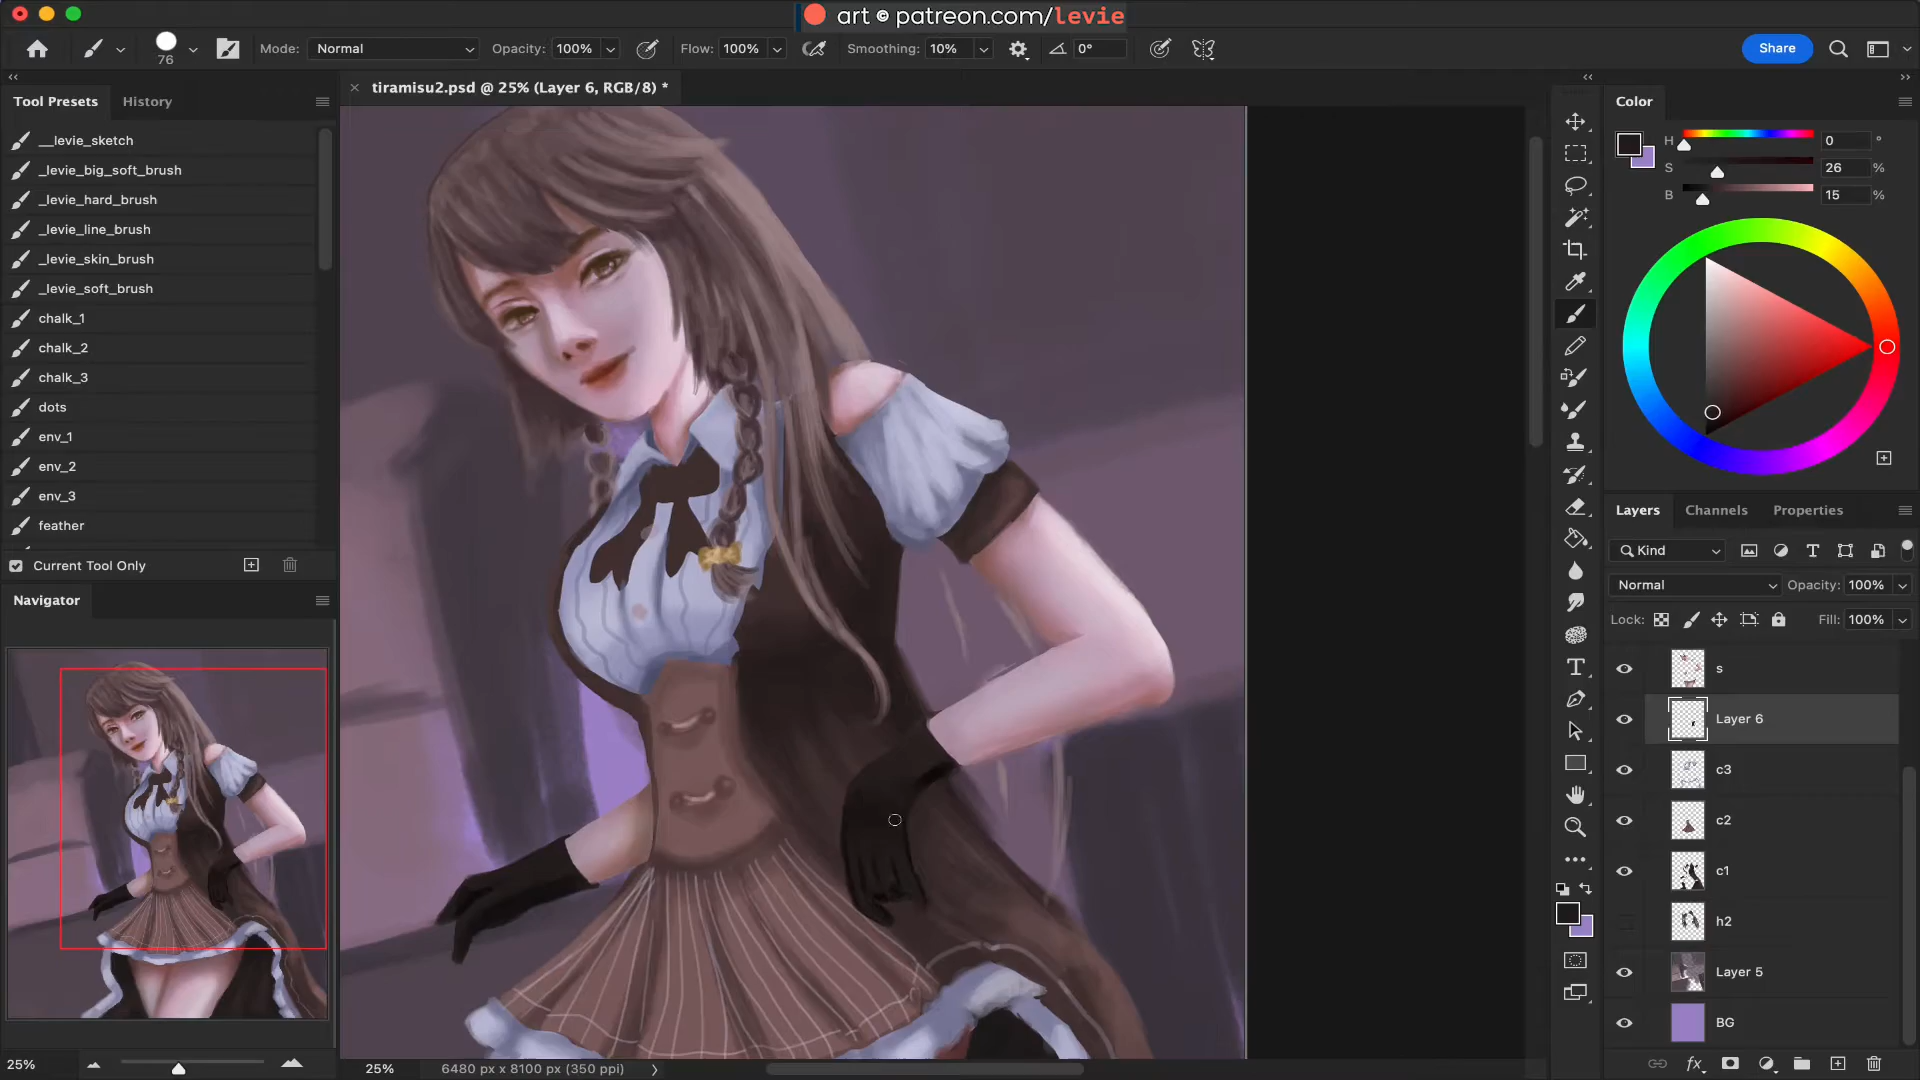 art © patreon.com/levie
76
Mode: Normal
Opacity: 100%
Flow: 100%
Smoothing: 10%
0°
Share
Tool Presets
History
tiramisu2.psd @ 25% (Layer 6, RGB/8) *
__levie_sketch
_levie_big_soft_brush
_levie_hard_brush
_levie_line_brush
_levie_skin_brush
_levie_soft_brush
chalk_1
chalk_2
chalk_3
dots
env_1
env_2
env_3
feather
Current Tool Only
Navigator
25%
25%
6480 px x 8100 px (350 ppi)
Color
H 0 °
S 26 %
B 15 %
Layers
Channels
Properties
Kind
Normal
Opacity: 100%
Lock:
Fill: 100%
s
Layer 6
c3
c2
c1
h2
Layer 5
BG